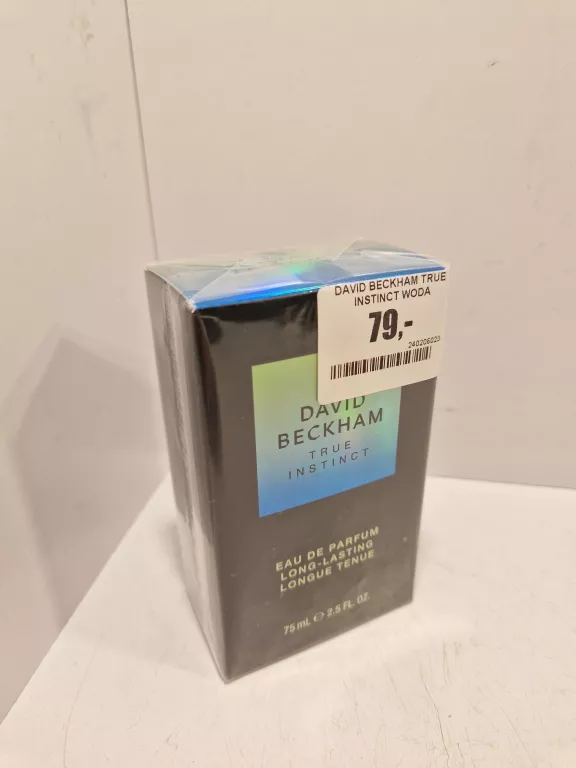 DAVID BECKHAM TRUE
INSTINCT WODA
79,-
240206023
DAVID
BECKHAM
TRUE
INSTINCT
EAU DE PARFUM
LONG-LASTING
LONGUE TENUE
75 mL ℮ 2.5 FL. OZ.